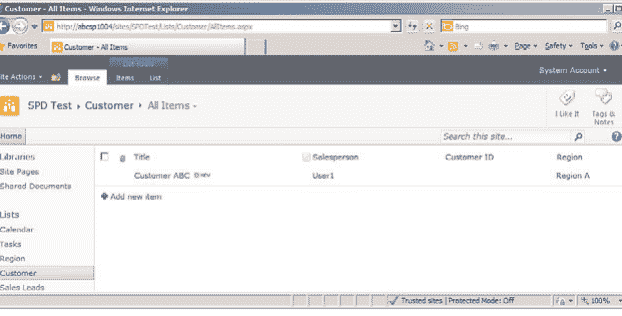 Customer - All Items - Windows Internet Explorer
http://abcsp1004/sites/SPDTest/Lists/Customer/AllItems.aspx
Bing
Favorites
Customer - All Items
Page
Safety
Tools
System Account
ite Actions
Browse
Items
List
SPD Test
Customer
All Items
I Like It
Tags &
Notes
Home
Search this site...
Libraries
Title
Salesperson
Customer ID
Region
Site Pages
Customer ABC
User1
Region A
Shared Documents
Add new item
Lists
Calendar
Tasks
Region
Customer
Sales Leads
Trusted sites | Protected Mode: Off
100%